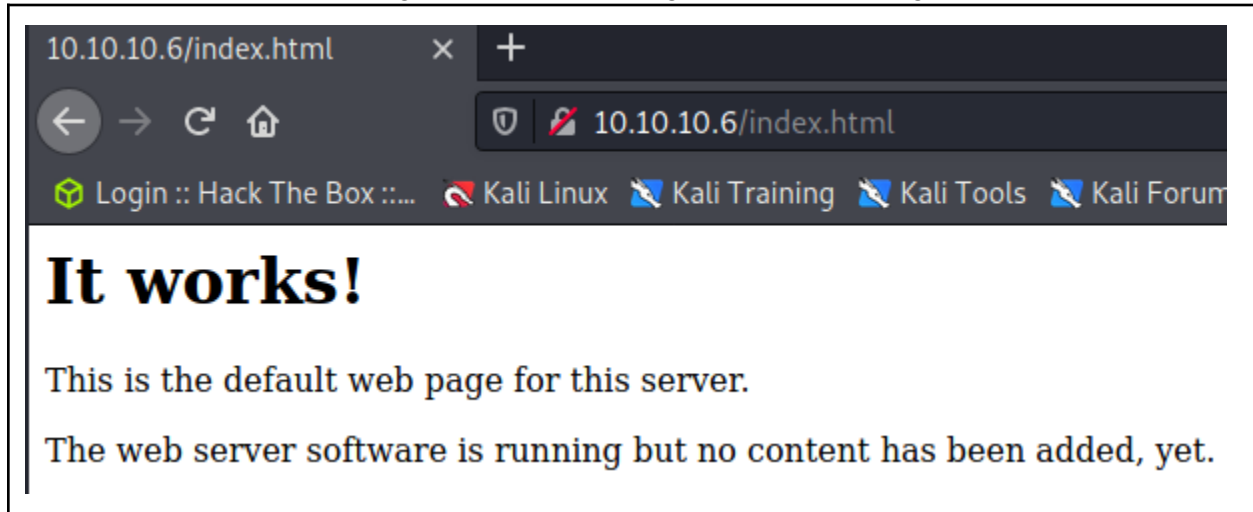 10.10.10.6/index.html
10.10.10.6/index.html
Login :: Hack The Box ::... Kali Linux Kali Training Kali Tools Kali Forum
It works!
This is the default web page for this server.
The web server software is running but no content has been added, yet.